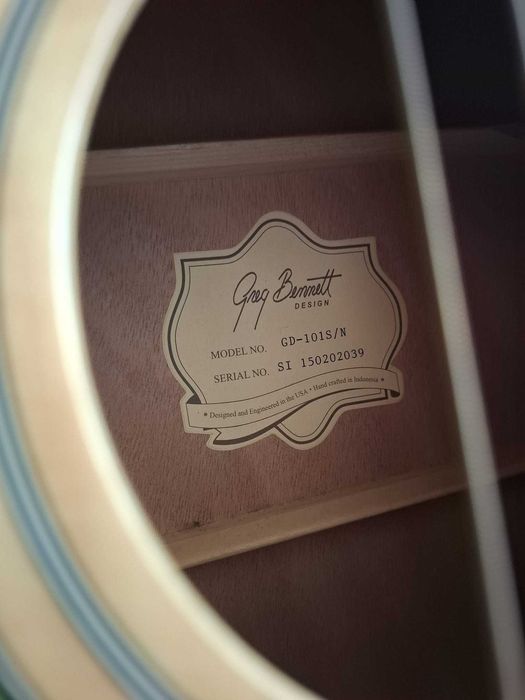 Greg Bennett
DESIGN
MODEL NO. GD-101S/N
SERIAL NO. SI 150202039
* Designed and Engineered in the USA • Hand crafted in Indonesia *